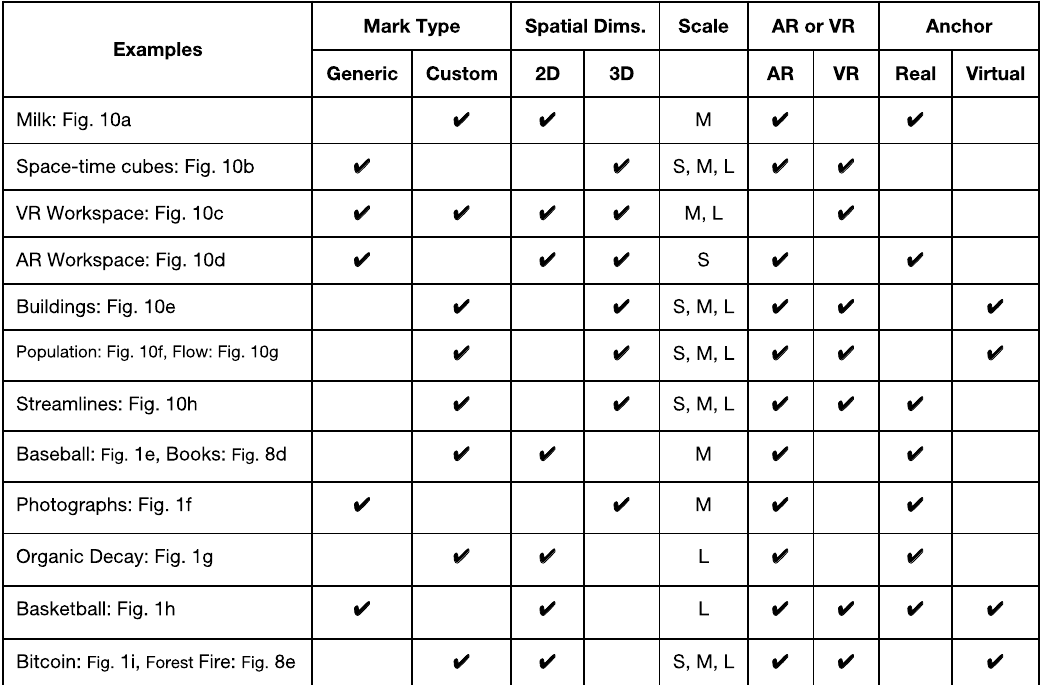 Examples Mark Type Spatial Dims. Scale AR or VR Anchor
Generic Custom 2D 3D AR VR Real Virtual
Milk: Fig. 10a ✔ ✔ M ✔ ✔
Space-time cubes: Fig. 10b ✔ ✔ S, M, L ✔ ✔
VR Workspace: Fig. 10c ✔ ✔ ✔ ✔ M, L ✔
AR Workspace: Fig. 10d ✔ ✔ ✔ S ✔ ✔
Buildings: Fig. 10e ✔ ✔ S, M, L ✔ ✔ ✔
Population: Fig. 10f, Flow: Fig. 10g ✔ ✔ S, M, L ✔ ✔ ✔
Streamlines: Fig. 10h ✔ ✔ S, M, L ✔ ✔ ✔
Baseball: Fig. 1e, Books: Fig. 8d ✔ ✔ M ✔ ✔
Photographs: Fig. 1f ✔ ✔ M ✔ ✔
Organic Decay: Fig. 1g ✔ ✔ L ✔ ✔
Basketball: Fig. 1h ✔ ✔ L ✔ ✔ ✔ ✔
Bitcoin: Fig. 1i, Forest Fire: Fig. 8e ✔ ✔ S, M, L ✔ ✔ ✔